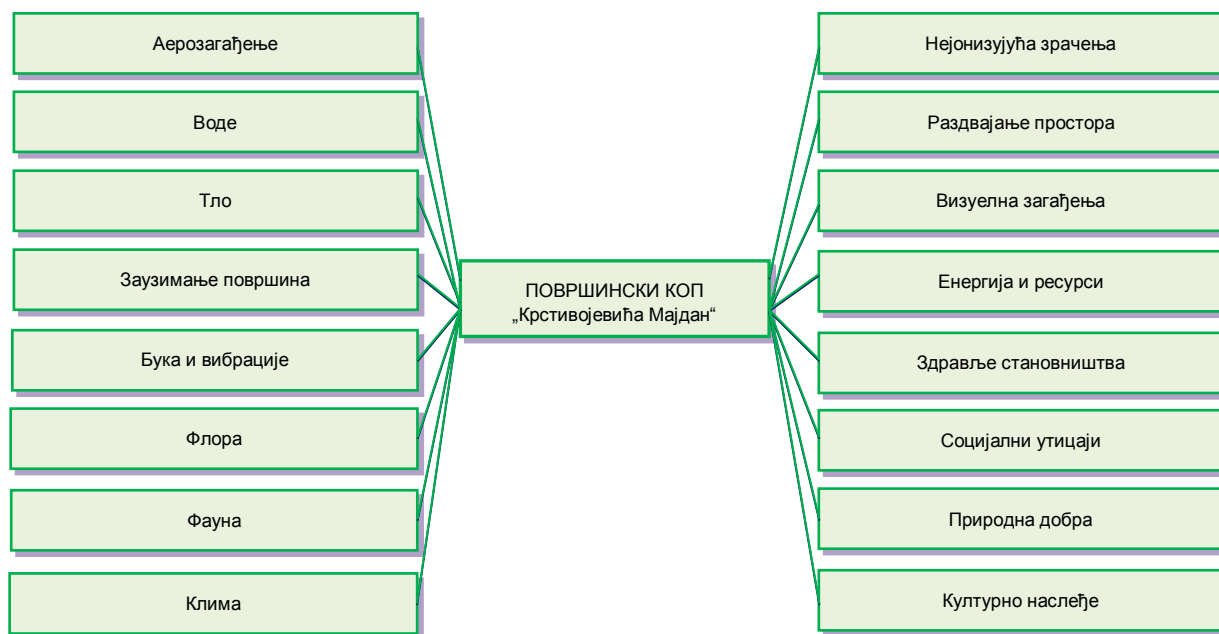 Аерозагађење
Воде
Тло
Заузимање површина
Бука и вибрације
Флора
Фауна
Клима
ПОВРШИНСКИ КОП
„Крстивојевића Мајдан“
Нејонизујућа зрачења
Раздвајање простора
Визуелна загађења
Енергија и ресурси
Здравље становништва
Социјални утицаји
Природна добра
Културно наслеђе